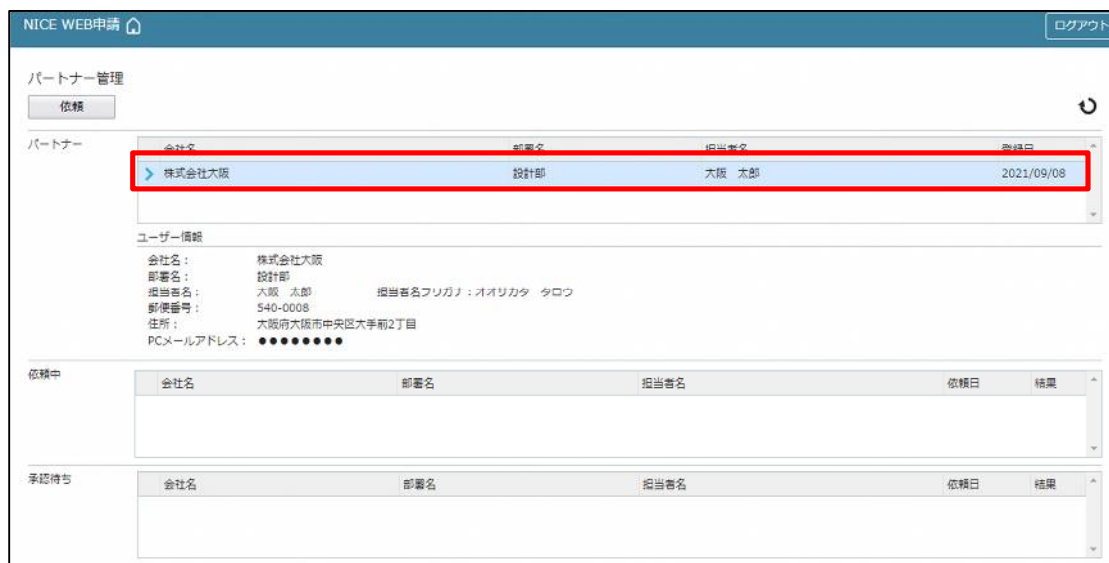 NICE WEB申請 ログアウト
パートナー管理
依頼
パートナー
会社名 部署名 担当者名 登録日
株式会社大阪 設計部 大阪 太郎 2021/09/08
ユーザー情報
会社名： 株式会社大阪
部署名： 設計部
担当者名： 大阪 太郎 担当者名フリガナ：オオリカタ タロウ
郵便番号： 540-0008
住所： 大阪府大阪市中央区大手前2丁目
PCメールアドレス： ●●●●●●●●
依頼中
会社名 部署名 担当者名 依頼日 結果
承認待ち
会社名 部署名 担当者名 依頼日 結果